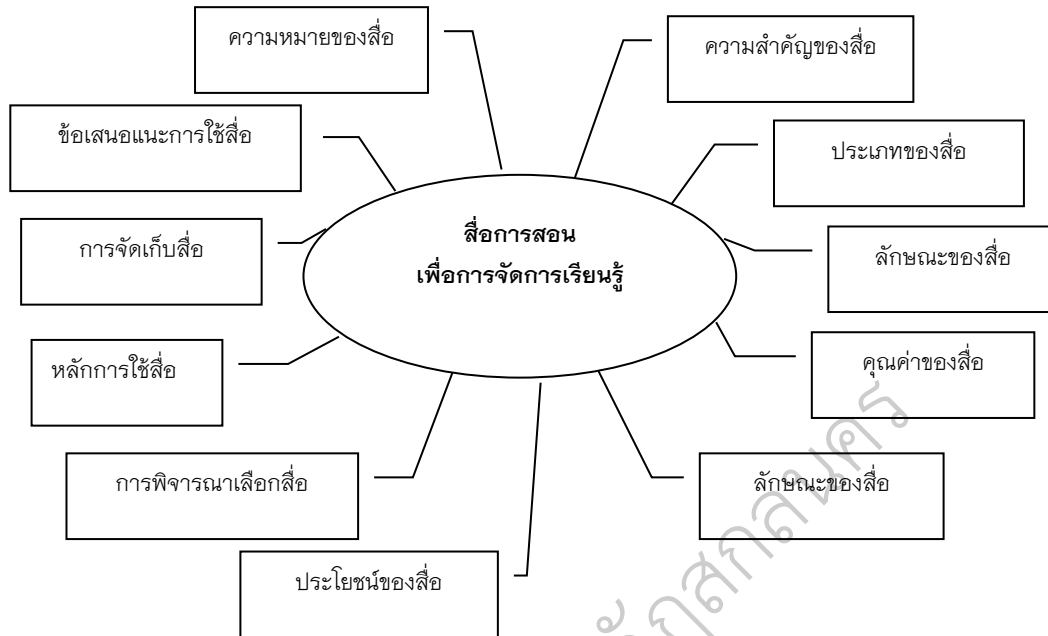 ความหมายของสื่อ
ความสำคัญของสื่อ
ข้อเสนอแนะการใช้สื่อ
ประเภทของสื่อ
สื่อการสอน
เพื่อการจัดการเรียนรู้
การจัดเก็บสื่อ
ลักษณะของสื่อ
หลักการใช้สื่อ
คุณค่าของสื่อ
การพิจารณาเลือกสื่อ
ลักษณะของสื่อ
ประโยชน์ของสื่อ